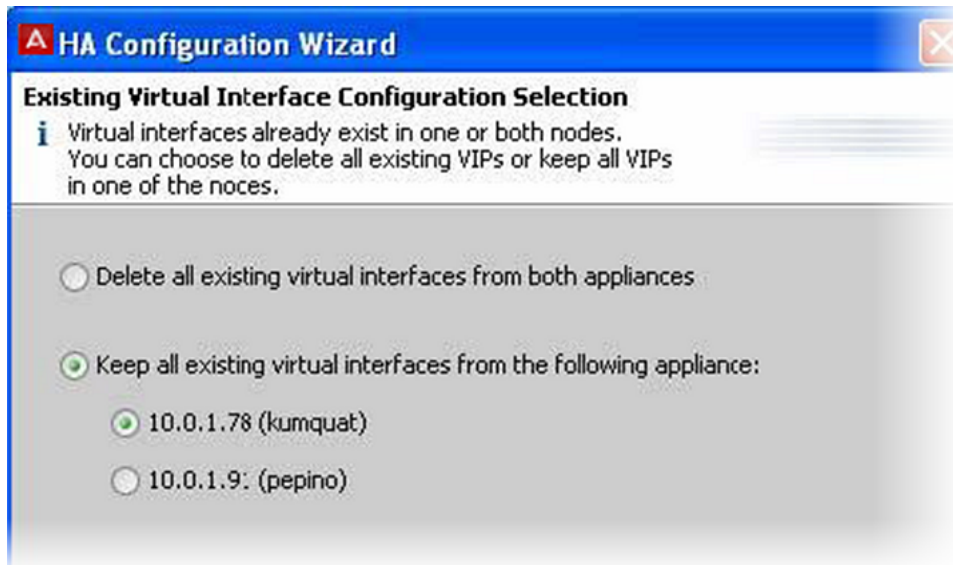 A HA Configuration Wizard
Existing Virtual Interface Configuration Selection
i Virtual interfaces already exist in one or both nodes.
You can choose to delete all existing VIPs or keep all VIPs
in one of the noces.
Delete all existing virtual interfaces from both appliances
Keep all existing virtual interfaces from the following appliance:
10.0.1.78 (kumquat)
(pepino)